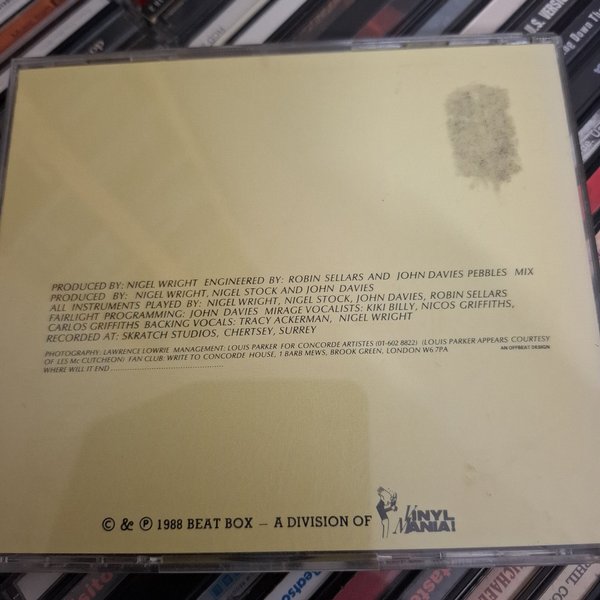 PRODUCED BY: NIGEL WRIGHT ENGINEERED BY: ROBIN SELLARS AND JOHN DAVIES PEBBLES MIX
PRODUCED BY: NIGEL WRIGHT, NIGEL STOCK AND JOHN DAVIES
ALL INSTRUMENTS PLAYED BY: NIGEL WRIGHT, NIGEL STOCK, JOHN DAVIES, ROBIN SELLARS
FAIRLIGHT PROGRAMMING: JOHN DAVIES MIRAGE VOCALISTS: KIKI BILLY, NICOS GRIFFITHS,
CARLOS GRIFFITHS BACKING VOCALS: TRACY ACKERMAN, NIGEL WRIGHT
RECORDED AT: SKRATCH STUDIOS, CHERTSEY, SURREY
PHOTOGRAPHY: LAWRENCE LOWRIE MANAGEMENT: LOUIS PARKER FOR CONCORDE ARTISTES (01-602 8822) (LOUIS PARKER APPEARS COURTESY
OF LES Mc CUTCHEON) FAN CLUB: WRITE TO CONCORDE HOUSE, 1 BARB MEWS, BROOK GREEN, LONDON W6.7PA
AN OFFBEAT DESIGN
WHERE WILL IT END ........................................
© & ℗ 1988 BEAT BOX – A DIVISION OF VINYL MANIA!
U.S. VERSION